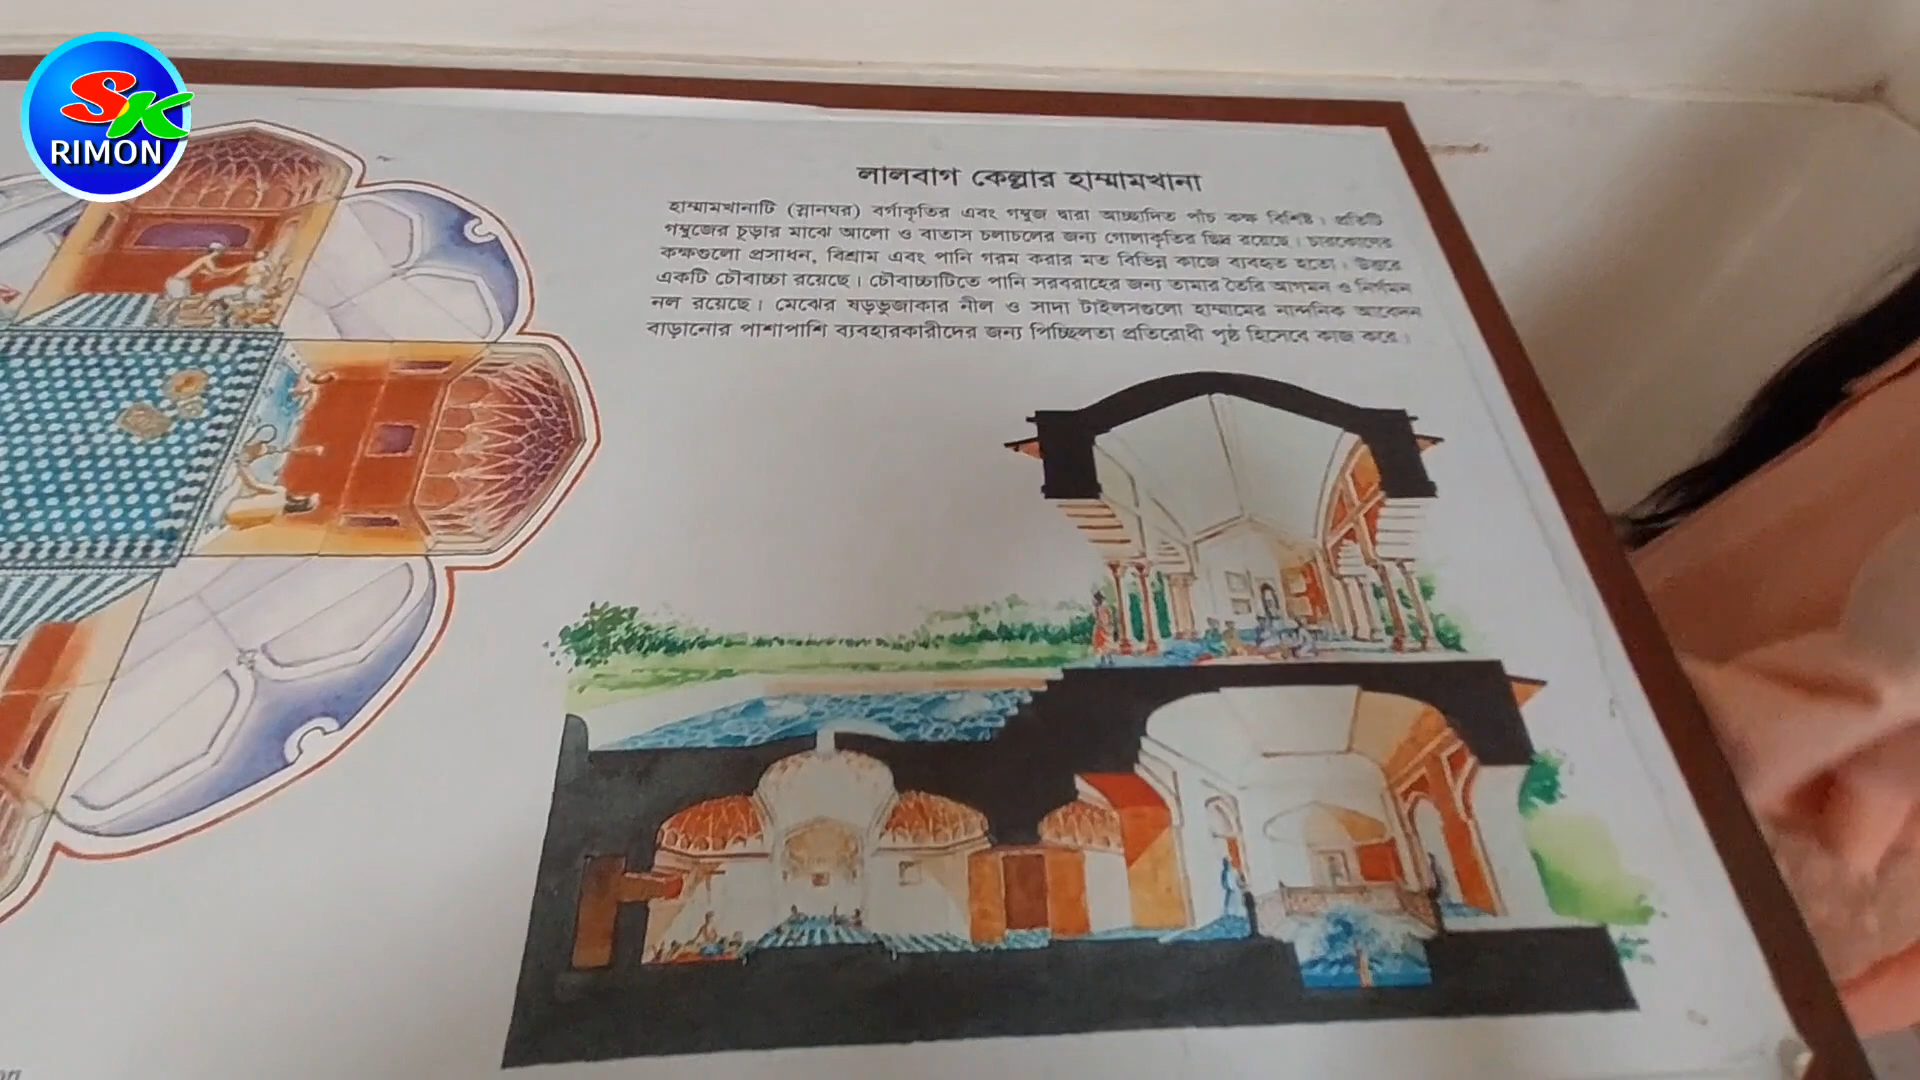 SK
RIMON
লালবাগ কেল্লার হাম্মামখানা
হাম্মামখানাটি (স্নানঘর) বর্গাকৃতির এবং গম্বুজ দ্বারা আচ্ছাদিত পাঁচ কক্ষ বিশিষ্ট। প্রতিটি
গম্বুজের চুড়ার মাঝে আলো ও বাতাস চলাচলের জন্য গোলাকৃতির ছিদ্র রয়েছে। চারকোণের
কক্ষগুলো প্রসাধন, বিশ্রাম এবং পানি গরম করার মত বিভিন্ন কাজে ব্যবহৃত হতো। উত্তরে
একটি চৌবাচ্চা রয়েছে। চৌবাচ্চাটিতে পানি সরবরাহের জন্য তামার তৈরি আগমন ও নির্গমন
নল রয়েছে। মেঝের ষড়ভুজাকার নীল ও সাদা টাইলসগুলো হাম্মামের নান্দনিক আবেদন
বাড়ানোর পাশাপাশি ব্যবহারকারীদের জন্য পিচ্ছিলতা প্রতিরোধী পৃষ্ঠ হিসেবে কাজ করে।